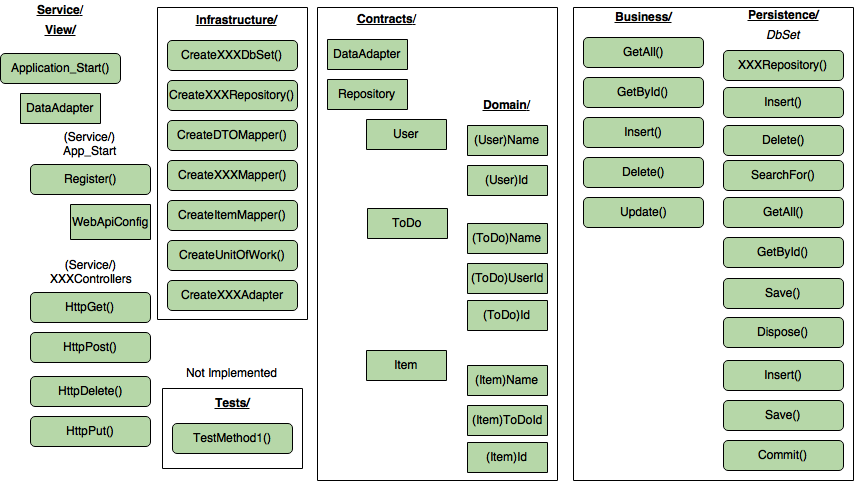 Service/
View/
Application_Start()
DataAdapter
(Service/)
App_Start
Register()
WebApiConfig
(Service/)
XXXControllers
HttpGet()
HttpPost()
HttpDelete()
HttpPut()
Infrastructure/
CreateXXXDbSet()
CreateXXXRepository()
CreateDTOMapper()
CreateXXXMapper()
CreateItemMapper()
CreateUnitOfWork()
CreateXXXAdapter
Not Implemented
Tests/
TestMethod1()
Contracts/
DataAdapter
Repository
User
ToDo
Item
Domain/
(User)Name
(User)Id
(ToDo)Name
(ToDo)UserId
(ToDo)Id
(Item)Name
(Item)ToDoId
(Item)Id
Business/
GetAll()
GetById()
Insert()
Delete()
Update()
Persistence/
DbSet
XXXRepository()
Insert()
Delete()
SearchFor()
GetAll()
GetById()
Save()
Dispose()
Insert()
Save()
Commit()